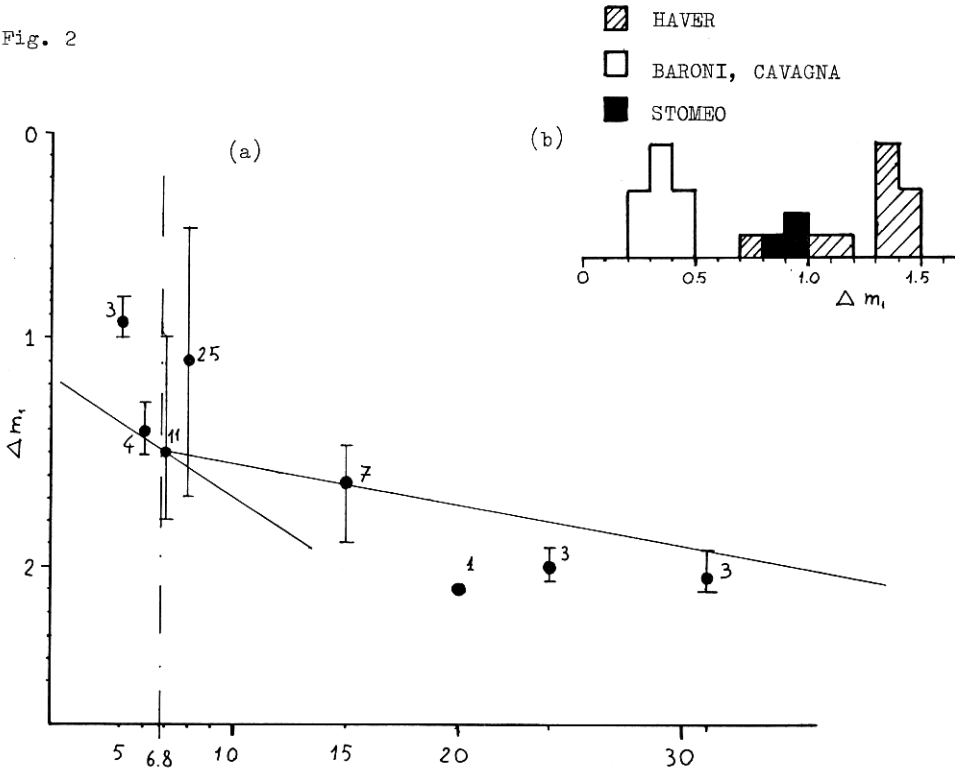 Fig. 2
HAVER
BARONI, CAVAGNA
STOMEO
(a)
(b)
0
1
2
Δ m₁
3
4
11
25
7
1
3
3
5
6.8
10
15
20
30
0
0.5
1.0
1.5
Δ m₁